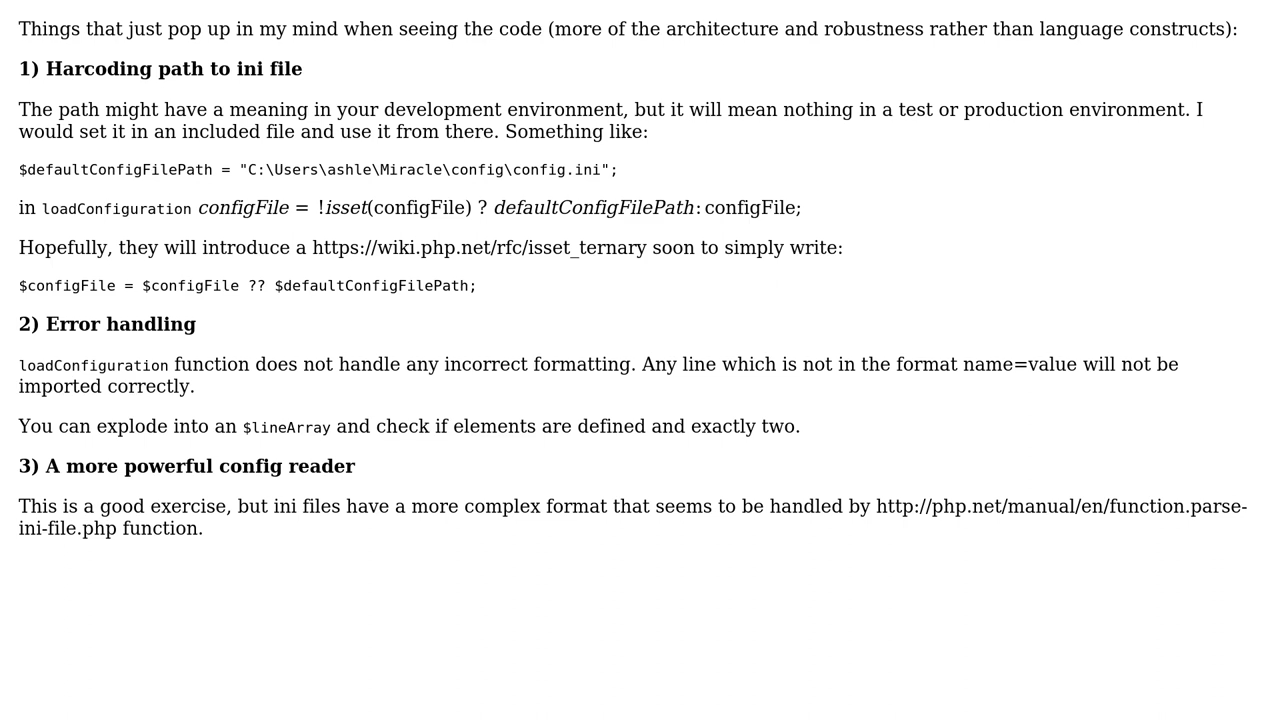 Things that just pop up in my mind when seeing the code (more of the architecture and robustness rather than language constructs):
1) Harcoding path to ini file
The path might have a meaning in your development environment, but it will mean nothing in a test or production environment. I
would set it in an included file and use it from there. Something like:
$defaultConfigFilePath = "C:\Users\ashle\Miracle\config\config.ini";
in loadConfiguration configFile = !isset(configFile) ? defaultConfigFilePath: configFile;
Hopefully, they will introduce a https://wiki.php.net/rfc/isset_ternary soon to simply write:
$configFile = $configFile ?? $defaultConfigFilePath;
2) Error handling
loadConfiguration function does not handle any incorrect formatting. Any line which is not in the format name=value will not be
imported correctly.
You can explode into an $lineArray and check if elements are defined and exactly two.
3) A more powerful config reader
This is a good exercise, but ini files have a more complex format that seems to be handled by http://php.net/manual/en/function.parse-
ini-file.php function.